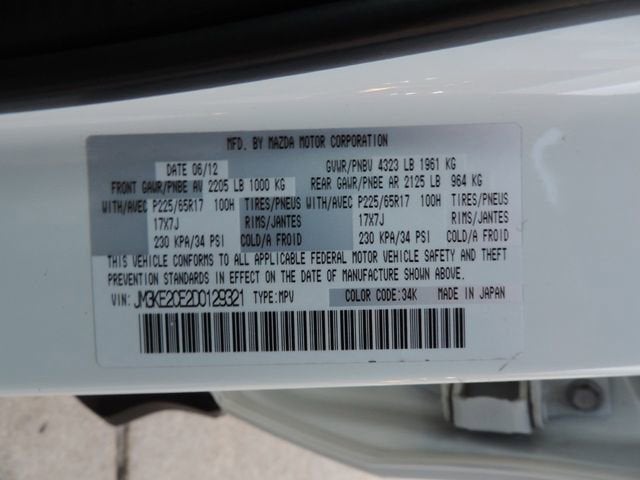 MFD. BY MAZDA MOTOR CORPORATION
DATE 06/12 GVWR/PNBV 4323 LB 1961 KG
FRONT GAWR/PNBE AV 2205 LB 1000 KG REAR GAWR/PNBE AR 2125 LB 964 KG
WITH/AVEC P225/65R17 100H TIRES/PNEUS WITH/AVEC P225/65R17 100H TIRES/PNEUS
17X7J RIMS/JANTES 17X7J RIMS/JANTES
230 KPA/34 PSI COLD/A FROID 230 KPA/34 PSI COLD/A FROID
THIS VEHICLE CONFORMS TO ALL APPLICABLE FEDERAL MOTOR VEHICLE SAFETY AND THEFT
PREVENTION STANDARDS IN EFFECT ON THE DATE OF MANUFACTURE SHOWN ABOVE.
VIN: JM3KE2CE2D0129321 TYPE:MPV COLOR CODE:34K MADE IN JAPAN